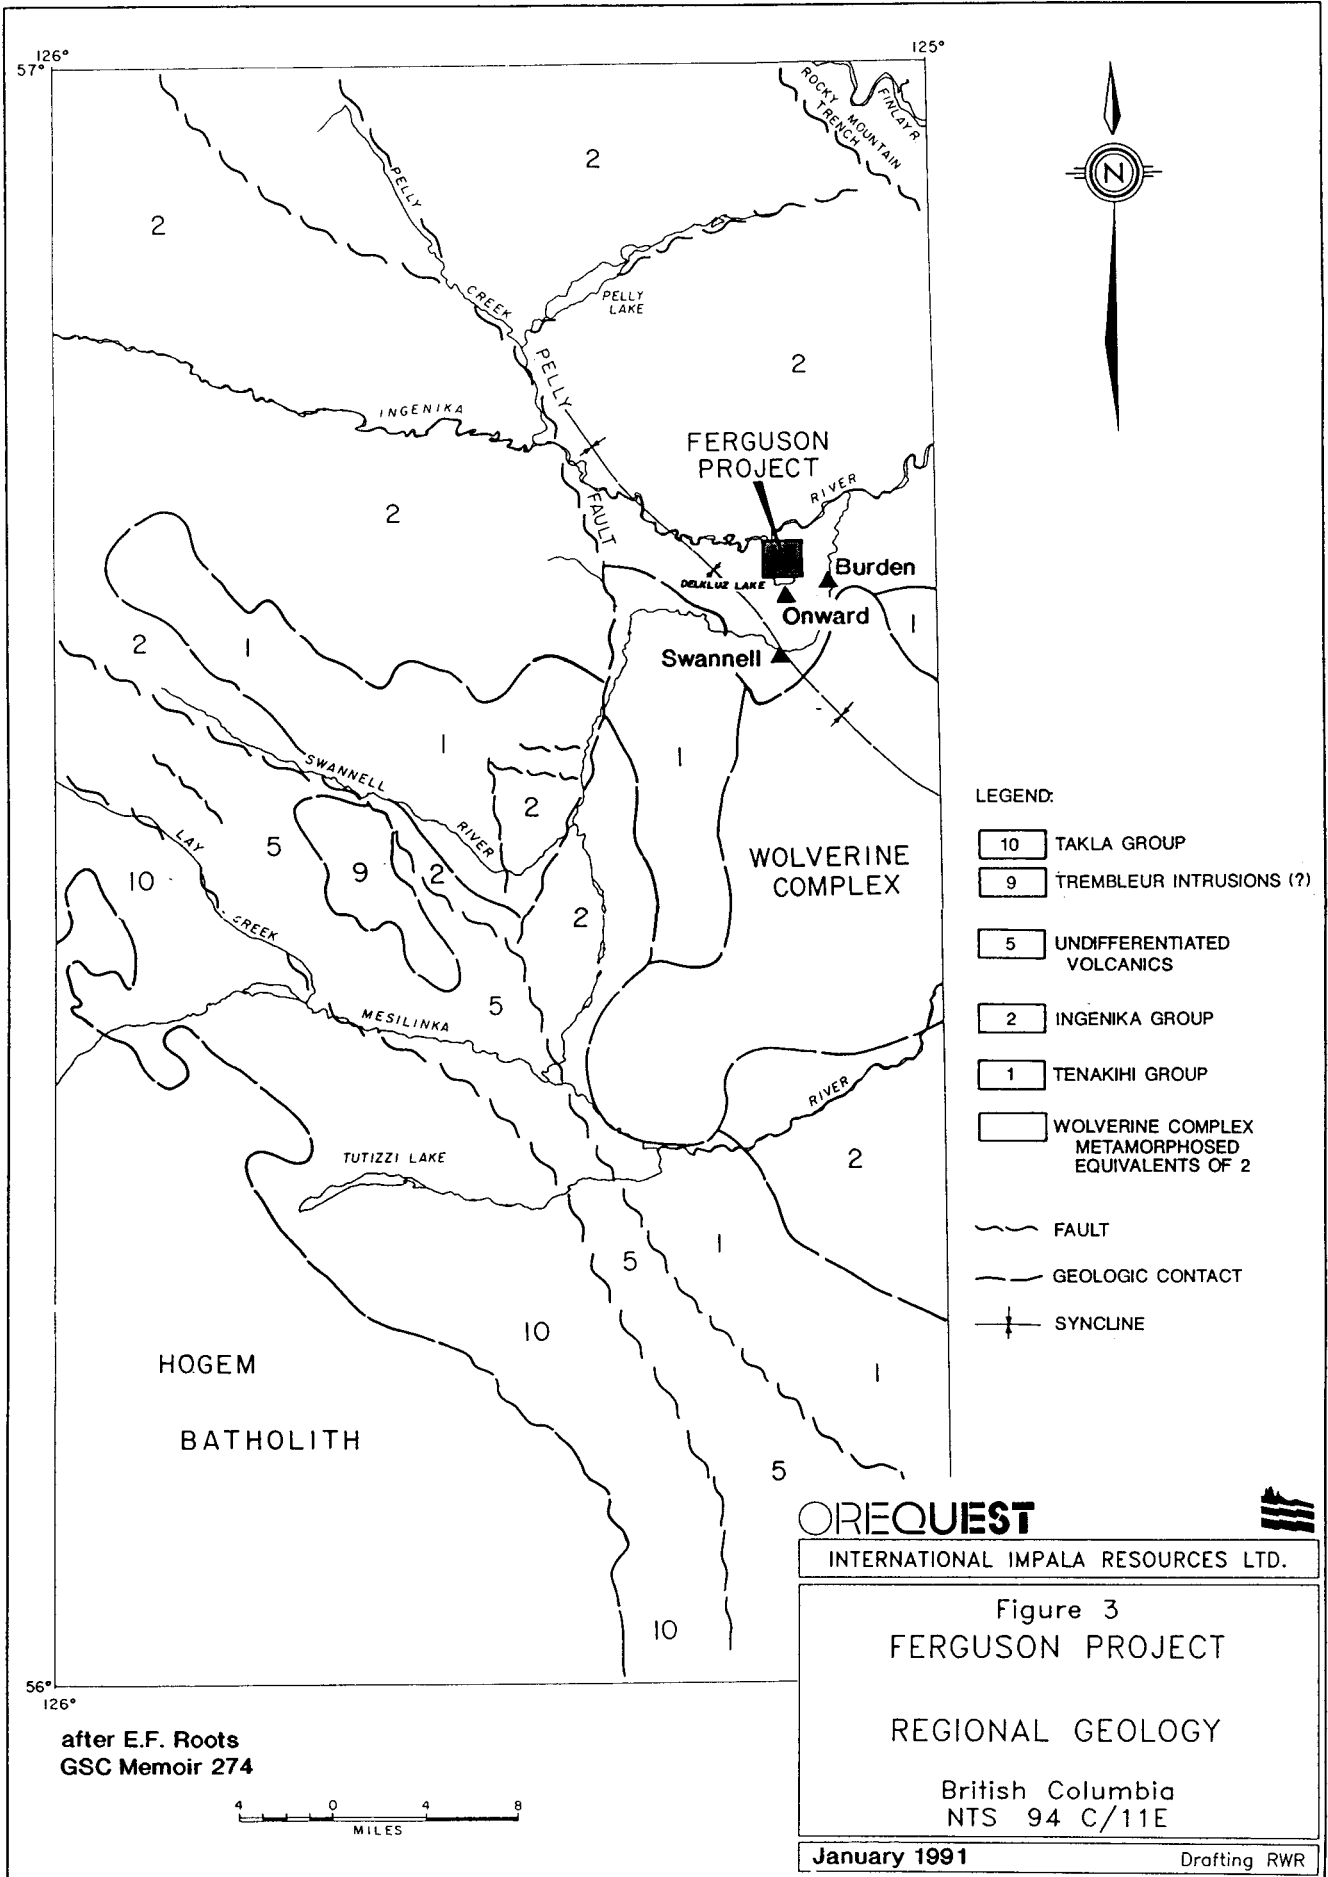 126°
125°
57°
ROCKY MOUNTAIN
TRENCH
FINLAY R.
N
2
PELLY
2
CREEK
PELLY
LAKE
PELLY
2
INGENIKA
FERGUSON
PROJECT
RIVER
2
FAULT
DELKLUZ LAKE
Burden
Onward
1
2
1
Swannell
1
1
SWANNELL
2
RIVER
LAY
5
9
2
WOLVERINE
COMPLEX
10
CREEK
2
5
MESILINKA
RIVER
TUTIZZI LAKE
2
1
5
10
HOGEM
BATHOLITH
1
5
10
56°
126°
LEGEND:
10 TAKLA GROUP
9 TREMBLEUR INTRUSIONS (?)
5 UNDIFFERENTIATED
VOLCANICS
2 INGENIKA GROUP
1 TENAKIHI GROUP
WOLVERINE COMPLEX
METAMORPHOSED
EQUIVALENTS OF 2
FAULT
GEOLOGIC CONTACT
SYNCLINE
OREQUEST
INTERNATIONAL IMPALA RESOURCES LTD.
Figure 3
FERGUSON PROJECT
REGIONAL GEOLOGY
British Columbia
NTS 94 C/11E
January 1991
Drafting RWR
after E.F. Roots
GSC Memoir 274
4 0 4 8
MILES